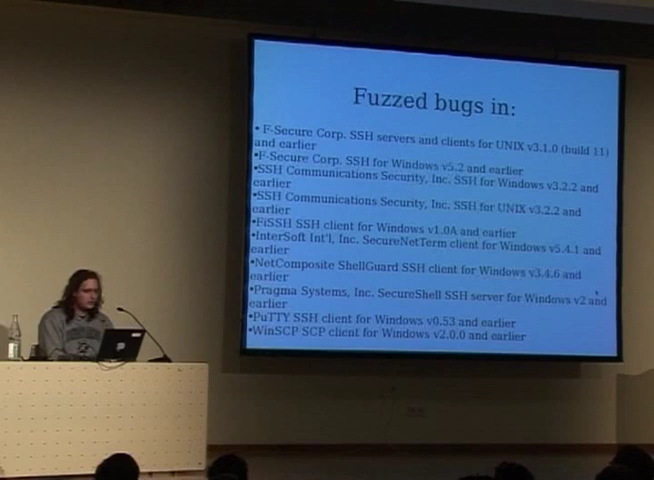 Fuzzed bugs in:
• F-Secure Corp. SSH servers and clients for UNIX v3.1.0 (build 11)
and earlier
•F-Secure Corp. SSH for Windows v5.2 and earlier
•SSH Communications Security, Inc. SSH for Windows v3.2.2 and
earlier
•SSH Communications Security, Inc. SSH for UNIX v3.2.2 and
earlier
•FiSSH SSH client for Windows v1.0A and earlier
•InterSoft Int'l, Inc. SecureNetTerm client for Windows v5.4.1 and
earlier
•NetComposite ShellGuard SSH client for Windows v3.4.6 and
earlier
•Pragma Systems, Inc. SecureShell SSH server for Windows v2 and
earlier
•PuTTY SSH client for Windows v0.53 and earlier
•WinSCP SCP client for Windows v2.0.0 and earlier